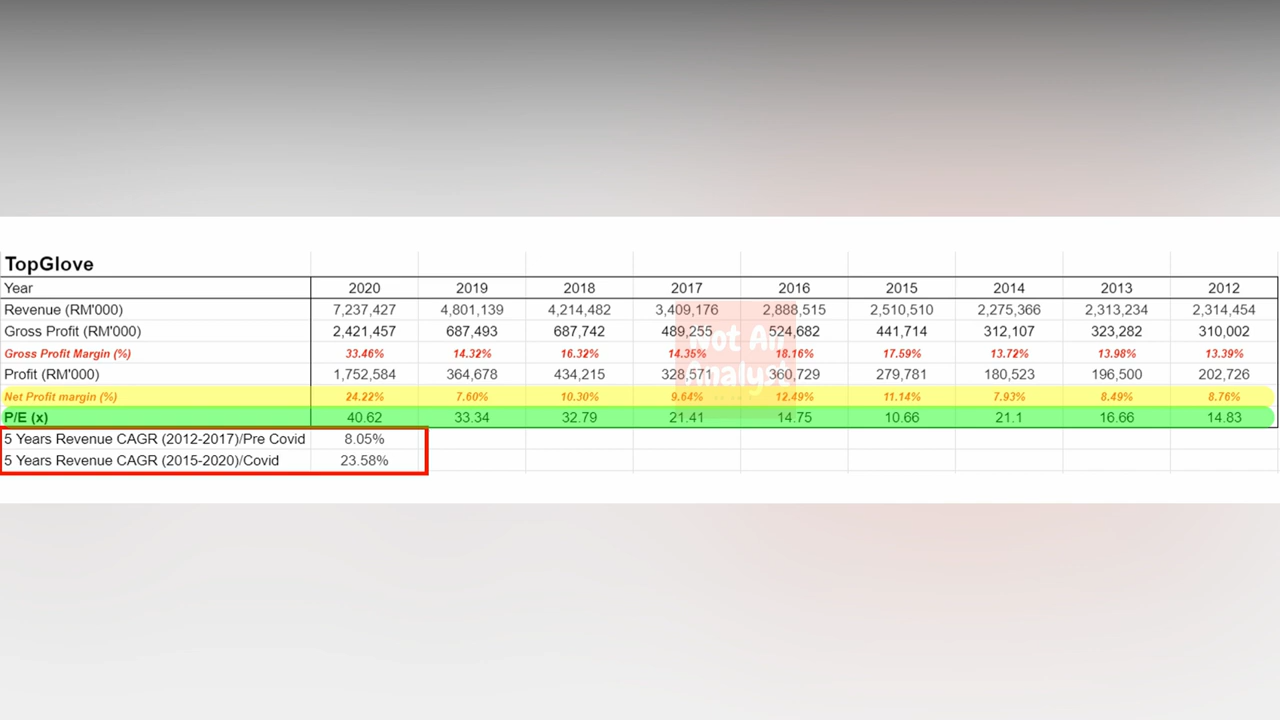 TopGlove
Year 2020 2019 2018 2017 2016 2015 2014 2013 2012
Revenue (RM'000) 7,237,427 4,801,139 4,214,482 3,409,176 2,888,515 2,510,510 2,275,366 2,313,234 2,314,454
Gross Profit (RM'000) 2,421,457 687,493 687,742 489,255 524,682 441,714 312,107 323,282 310,002
Gross Profit Margin (%) 33.46% 14.32% 16.32% 14.35% 18.16% 17.59% 13.72% 13.98% 13.39%
Profit (RM'000) 1,752,584 364,678 434,215 328,571 360,729 279,781 180,523 196,500 202,726
Net Profit margin (%) 24.22% 7.60% 10.30% 9.64% 12.49% 11.14% 7.93% 8.49% 8.76%
P/E (x) 40.62 33.34 32.79 21.41 14.75 10.66 21.1 16.66 14.83
5 Years Revenue CAGR (2012-2017)/Pre Covid 8.05%
5 Years Revenue CAGR (2015-2020)/Covid 23.58%
Not An
Analyst